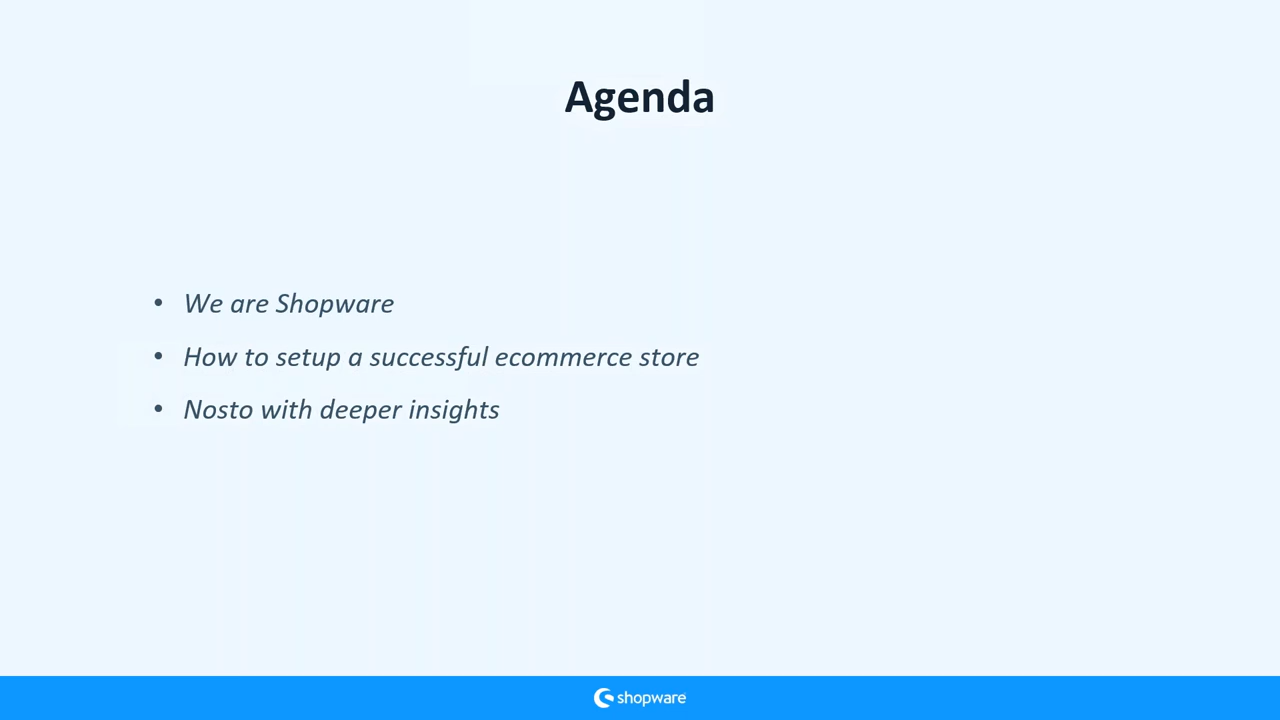 Agenda
• We are Shopware
• How to setup a successful ecommerce store
• Nosto with deeper insights
shopware